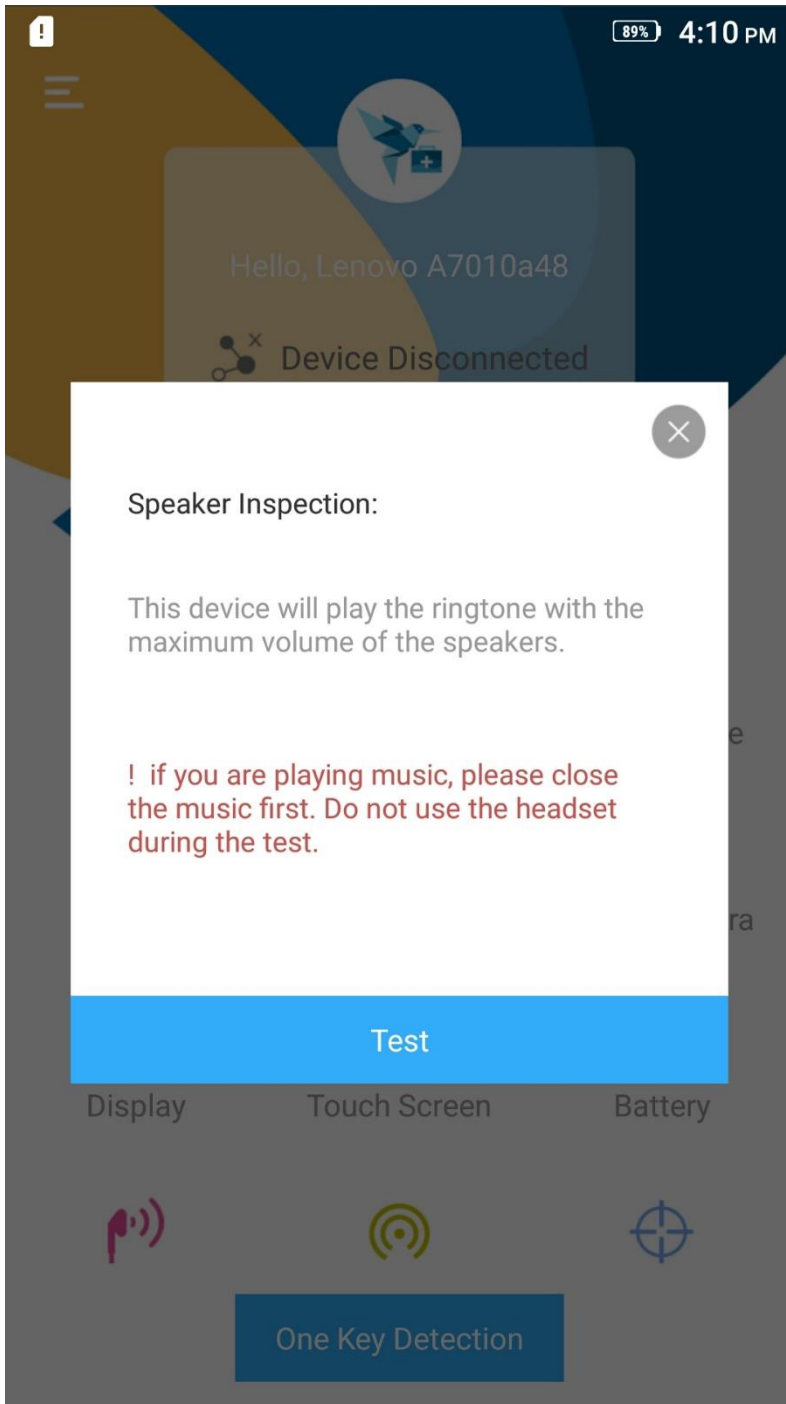 89% 4:10 PM
Hello, Lenovo A7010a48
Device Disconnected
Speaker Inspection:
This device will play the ringtone with the
maximum volume of the speakers.
e
! if you are playing music, please close
the music first. Do not use the headset
during the test.
ra
Test
Display Touch Screen Battery
One Key Detection